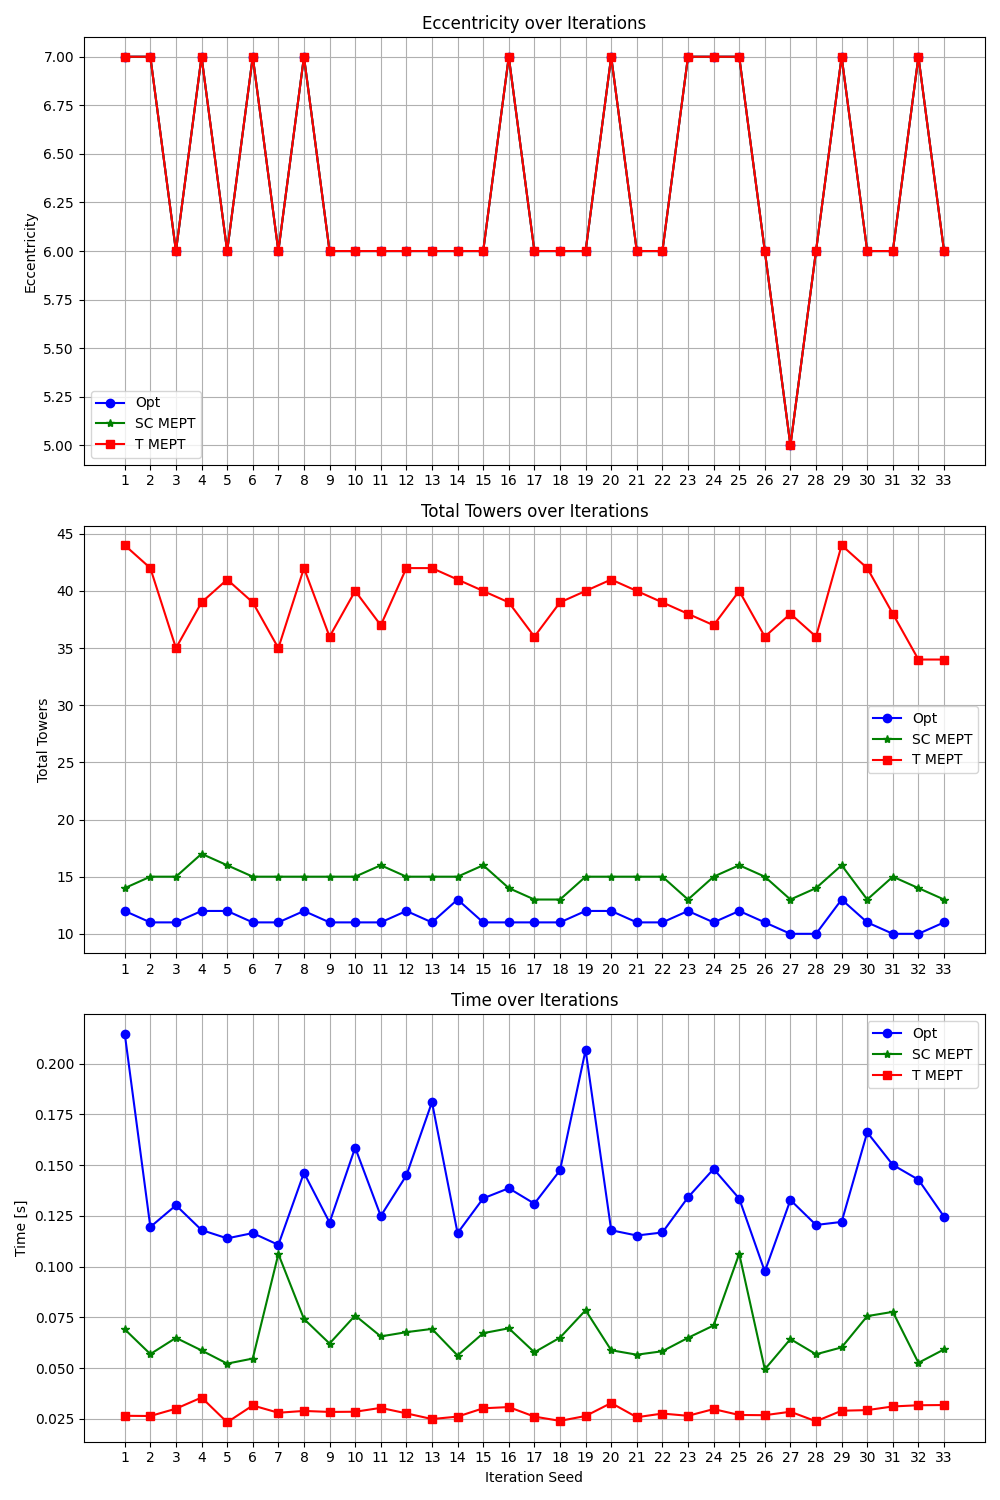 Eccentricity over Iterations
Eccentricity
7.00
6.75
6.50
6.25
6.00
5.75
5.50
5.25
5.00
Opt
SC MEPT
T MEPT
1 2 3 4 5 6 7 8 9 10 11 12 13 14 15 16 17 18 19 20 21 22 23 24 25 26 27 28 29 30 31 32 33
Total Towers over Iterations
Total Towers
45
40
35
30
25
20
15
10
Opt
SC MEPT
T MEPT
1 2 3 4 5 6 7 8 9 10 11 12 13 14 15 16 17 18 19 20 21 22 23 24 25 26 27 28 29 30 31 32 33
Time over Iterations
Time [s]
0.200
0.175
0.150
0.125
0.100
0.075
0.050
0.025
Opt
SC MEPT
T MEPT
1 2 3 4 5 6 7 8 9 10 11 12 13 14 15 16 17 18 19 20 21 22 23 24 25 26 27 28 29 30 31 32 33
Iteration Seed